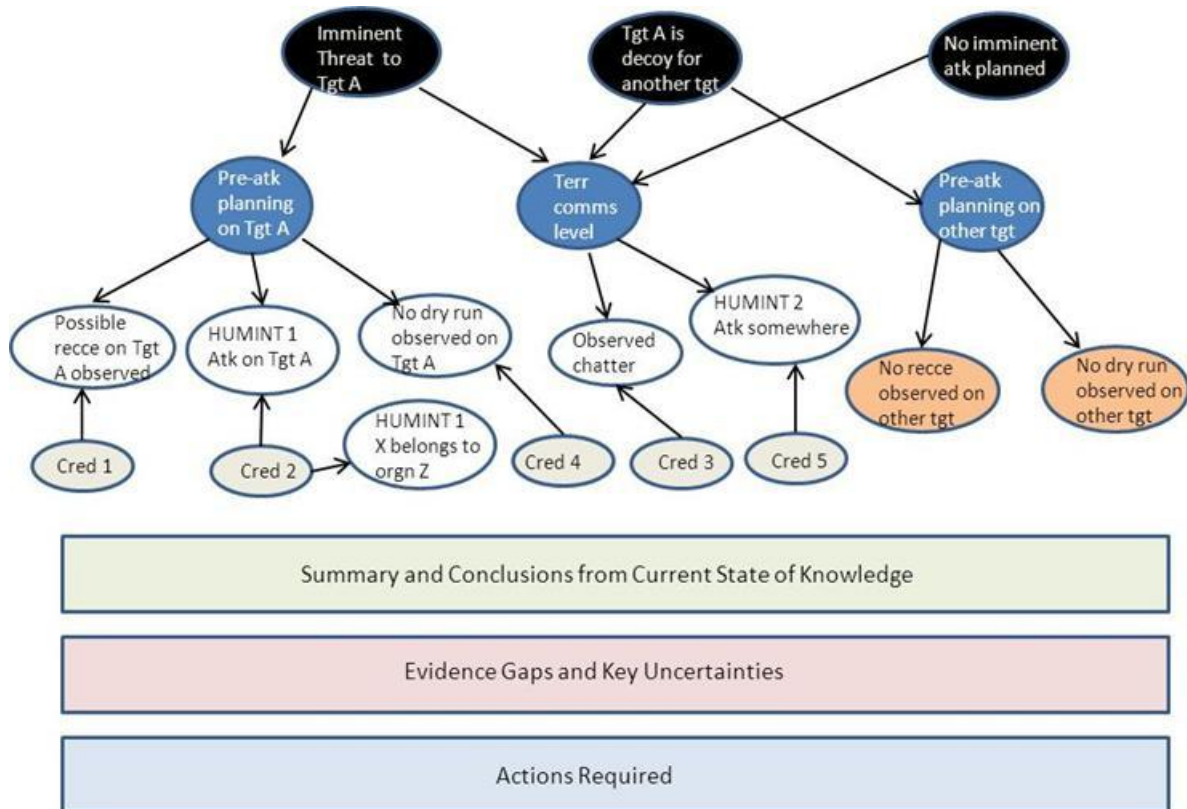 Imminent
Threat to
Tgt A
Tgt A is
decoy for
another tgt
No imminent
atk planned
Pre-atk
planning
on Tgt A
Terr
comms
level
Pre-atk
planning on
other tgt
Possible
recce on Tgt
A observed
HUMINT 1
Atk on Tgt A
No dry run
observed on
Tgt A
Observed
chatter
HUMINT 2
Atk somewhere
No recce
observed on
other tgt
No dry run
observed on
other tgt
Cred 1
Cred 2
HUMINT 1
X belongs to
orgn Z
Cred 4
Cred 3
Cred 5
Summary and Conclusions from Current State of Knowledge
Evidence Gaps and Key Uncertainties
Actions Required